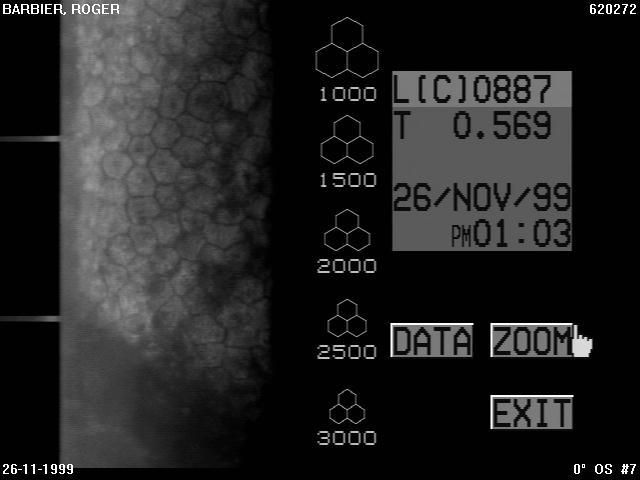 BARBIER, ROGER
620272
1000
1500
2000
2500
3000
L[C]0887
T 0.569
26/NOV/99
PM01:03
DATA
ZOOM
EXIT
26-11-1999
0° OS #7